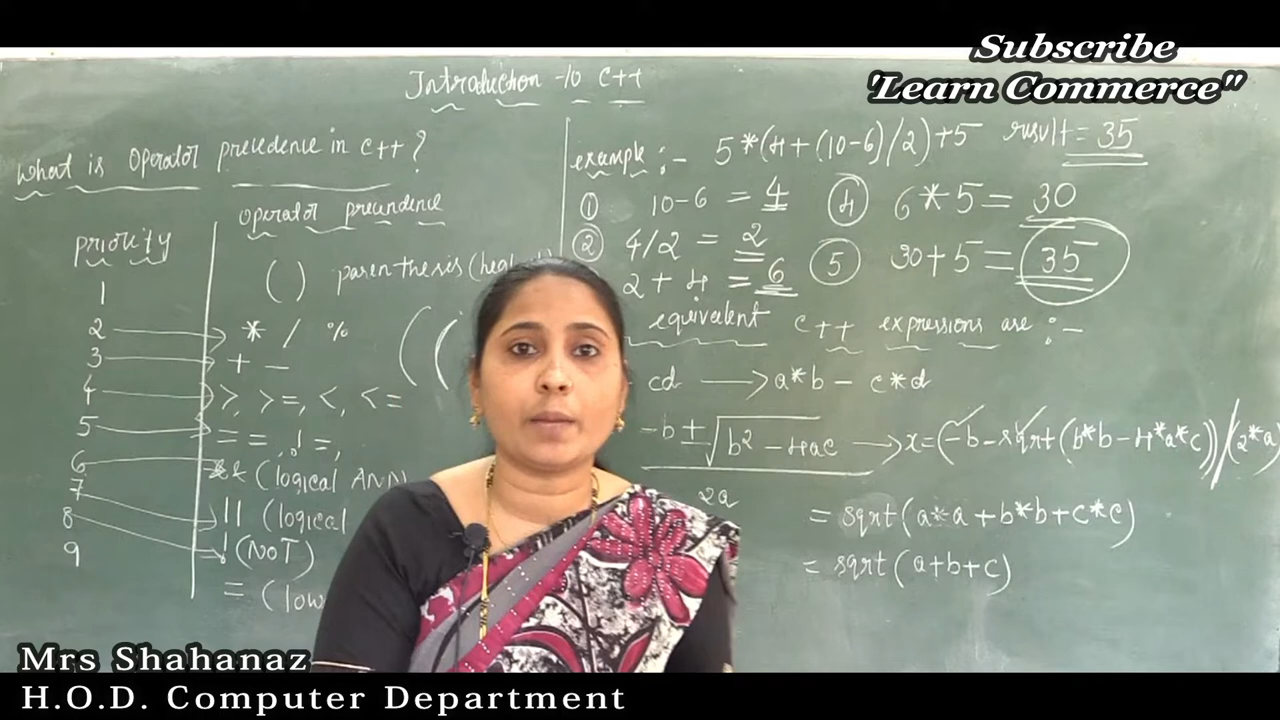 Subscribe
'Learn Commerce"
Introduction to C++
What is Operator precedence in C++?
Operator precedence
priority
1 ( ) parenthesis
2 * / %
3 + -
4 >, >=, <, <=
5 ==, !=,
6 && (logical AND
7 || (logical
8 ! (NOT)
9 = (low
example :- 5*(4+(10-6)/2)+5 result = 35
① 10-6 = 4 ④ 6*5 = 30
② 4/2 = 2 ⑤ 30+5 = 35
2 + 4 = 6
equivalent C++ expressions are :-
- cd → a*b - c*d
-b ± √b² - 4ac → x = (-b - sqrt (b*b - 4*a*c)) / (2*a)
2a
= sqrt (a*a + b*b + c*c)
= sqrt (a+b+c)
Mrs Shahanaz
H.O.D. Computer Department